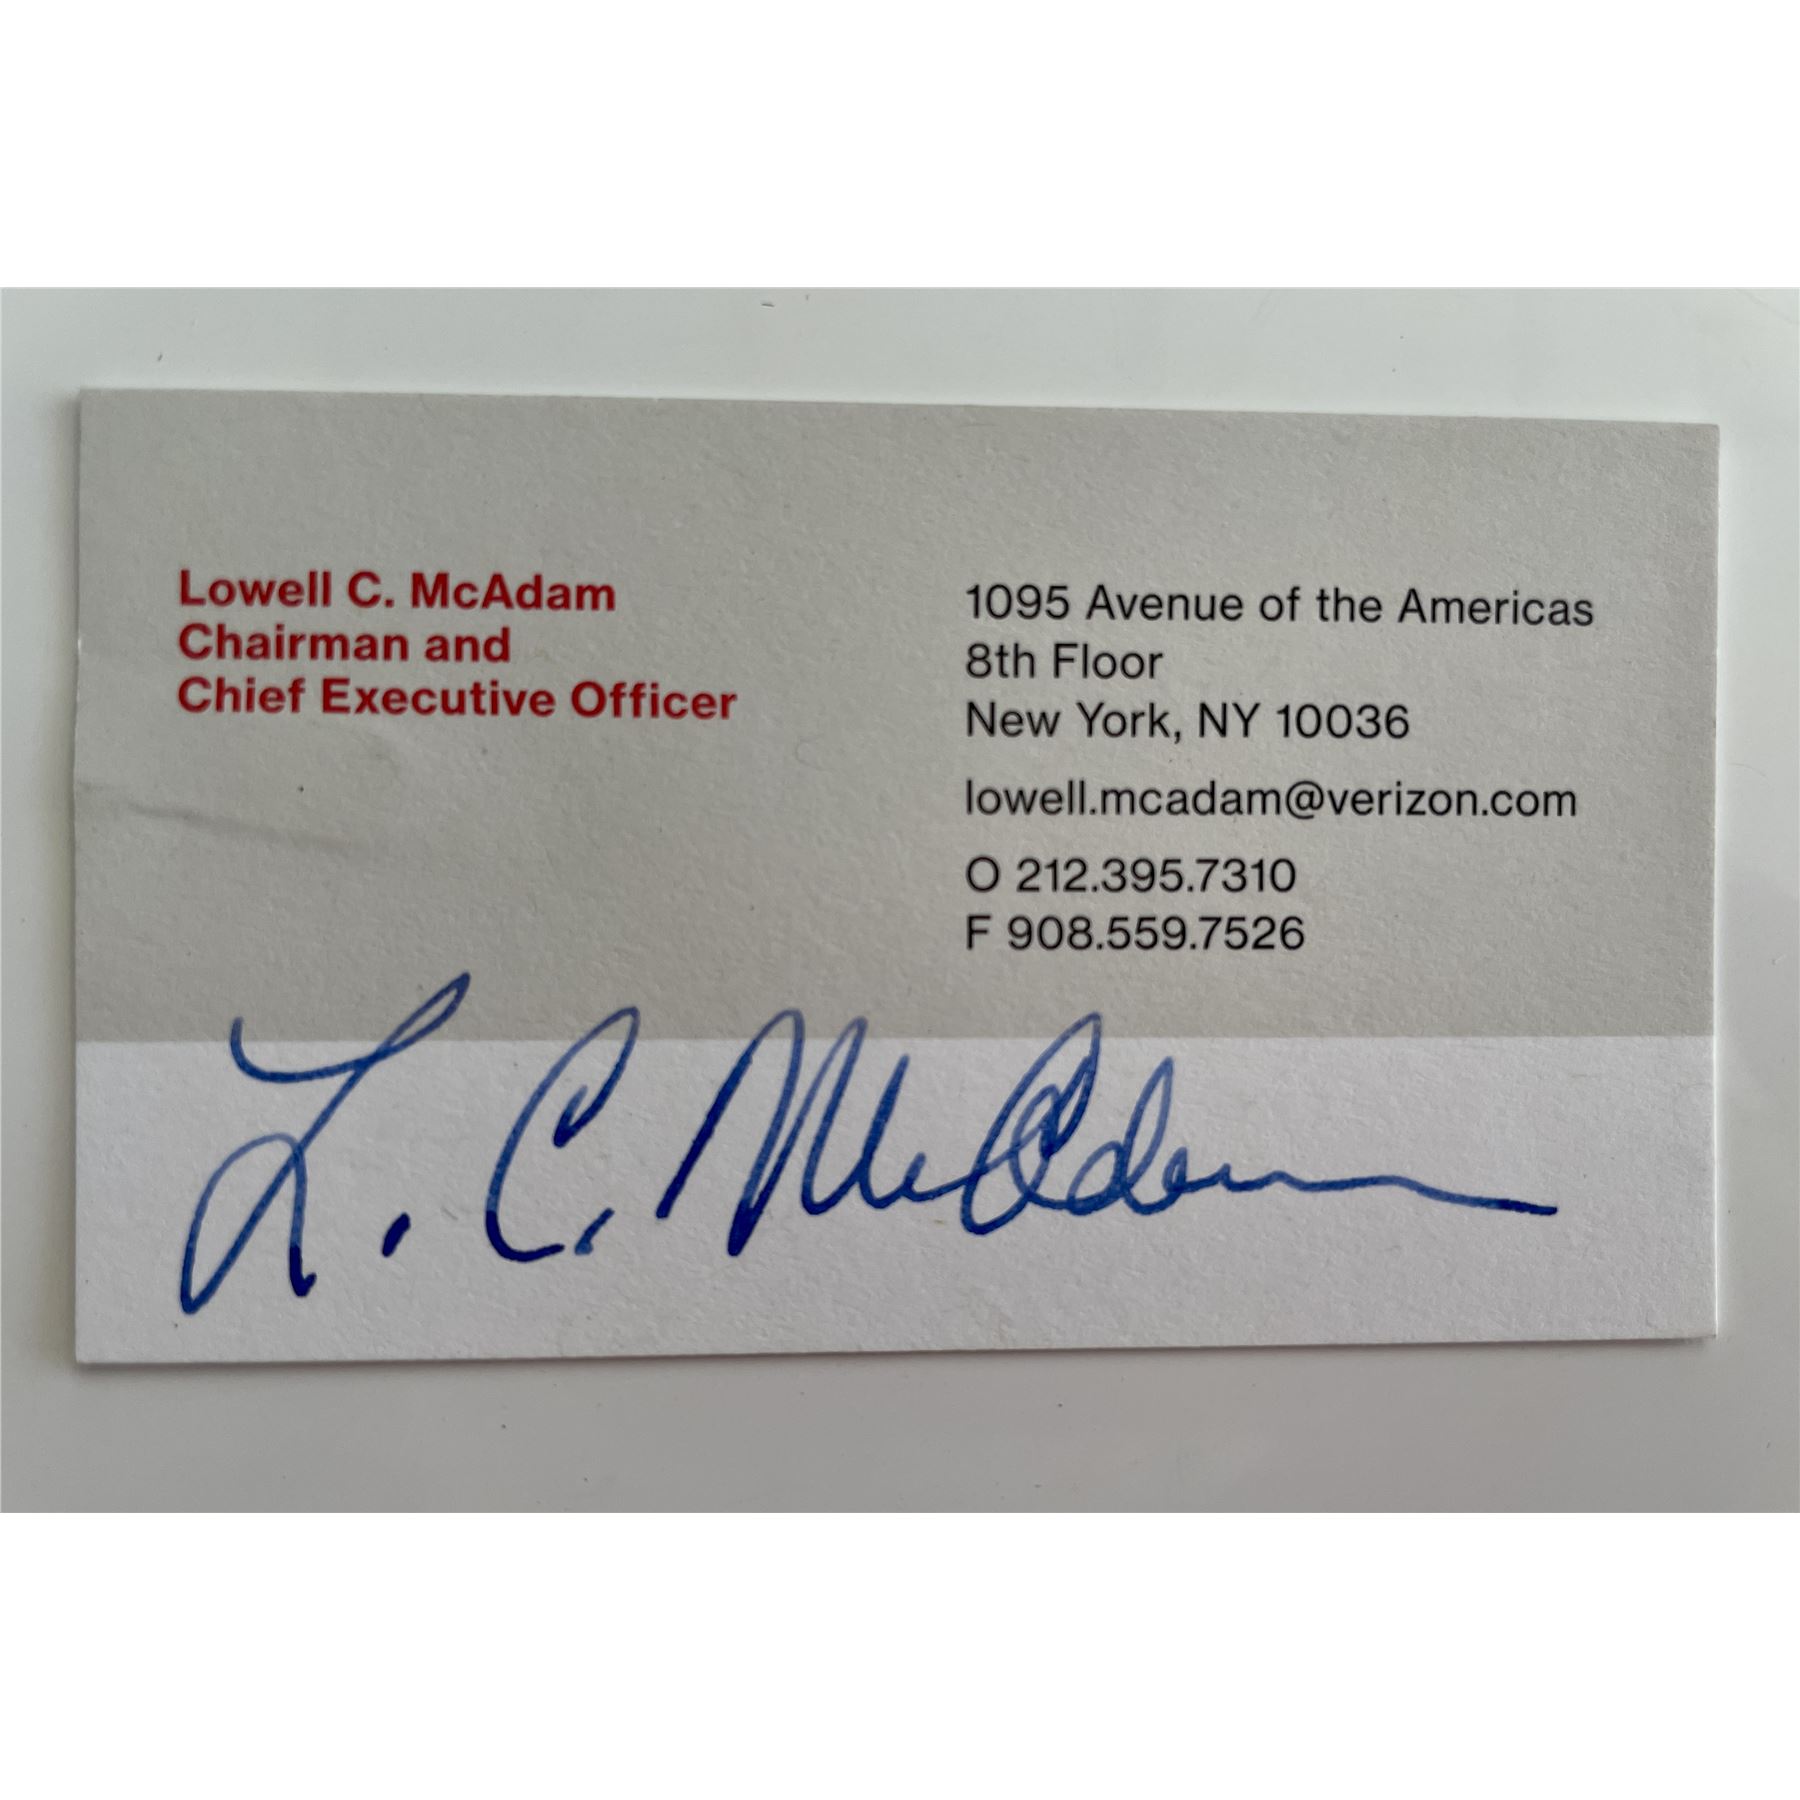 Lowell C. McAdam
Chairman and
Chief Executive Officer
1095 Avenue of the Americas
8th Floor
New York, NY 10036
lowell.mcadam@verizon.com
O 212.395.7310
F 908.559.7526
L. C. McAdam